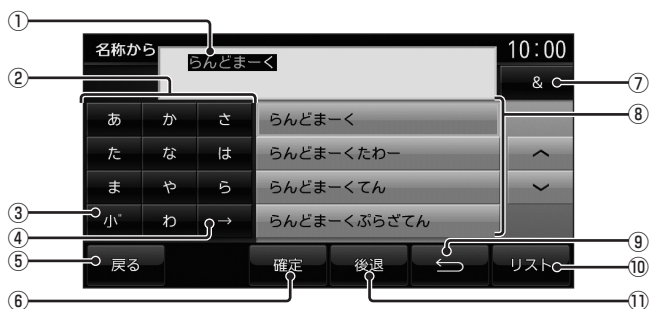 ①
名称から らんどまーく 10:00
② & ⑦
⑧
あ か さ らんどまーく
た な は らんどまーくたわー
ま や ら らんどまーくてん
③ 小゛ わ → らんどまーくぷらざてん
④ ⑨
⑤ 戻る 確定 後退 リスト ⑩
⑥ ⑪